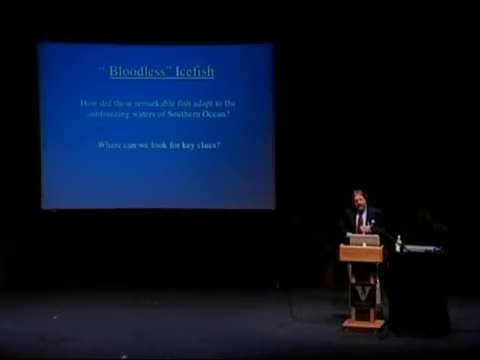 " Bloodless" Icefish
How did these remarkable fish adapt to the
subfreezing waters of Southern Ocean?
Where can we look for key clues?
V